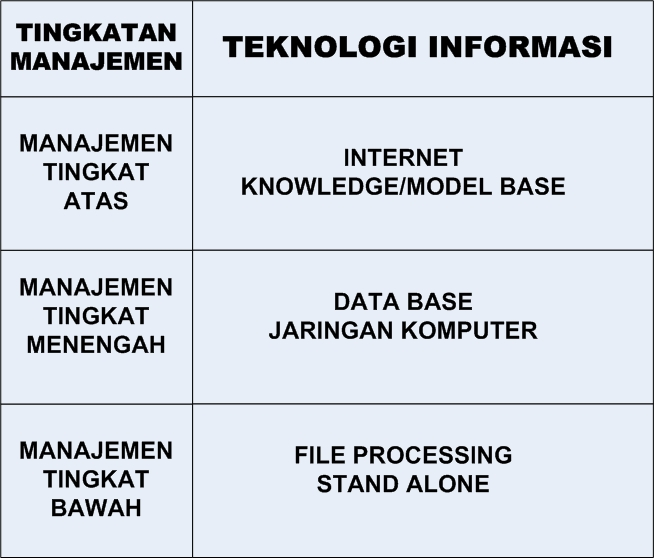 TINGKATAN
MANAJEMEN
TEKNOLOGI INFORMASI
MANAJEMEN
TINGKAT
ATAS
INTERNET
KNOWLEDGE/MODEL BASE
MANAJEMEN
TINGKAT
MENENGAH
DATA BASE
JARINGAN KOMPUTER
MANAJEMEN
TINGKAT
BAWAH
FILE PROCESSING
STAND ALONE